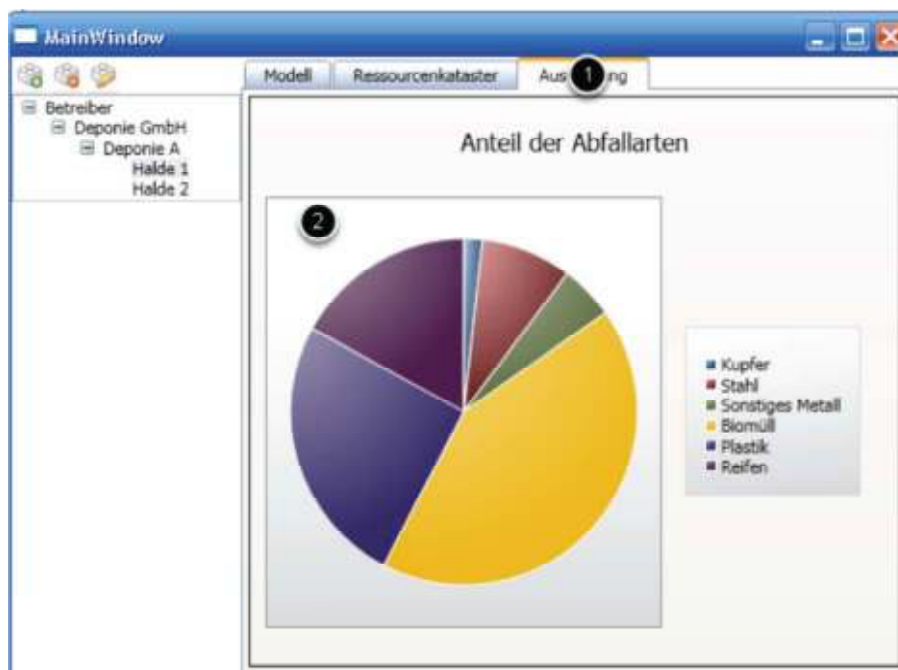 MainWindow
Modell
Ressourcenkataster
1
Betreiber
Deponie GmbH
Deponie A
Halde 1
Halde 2
Anteil der Abfallarten
2
Kupfer
Stahl
Sonstiges Metall
Biomüll
Plastik
Reifen